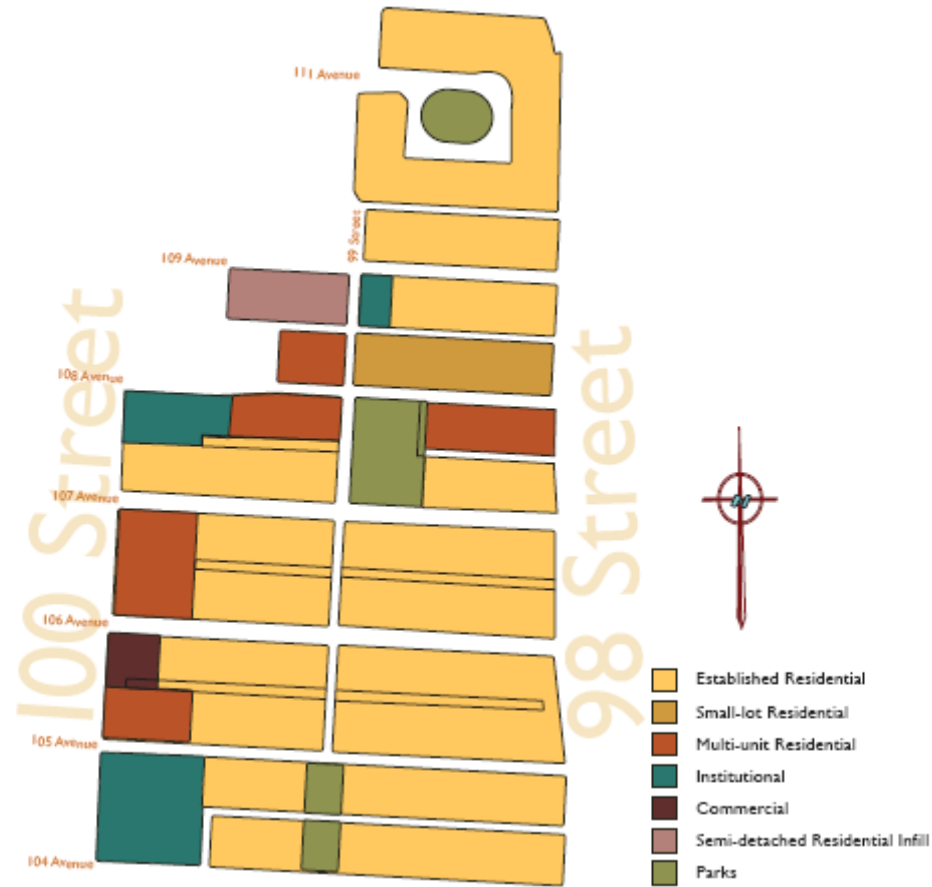 111 Avenue
99 Street
109 Avenue
108 Avenue
100 Street
98 Street
107 Avenue
N
106 Avenue
105 Avenue
104 Avenue
Established Residential
Small-lot Residential
Multi-unit Residential
Institutional
Commercial
Semi-detached Residential Infill
Parks